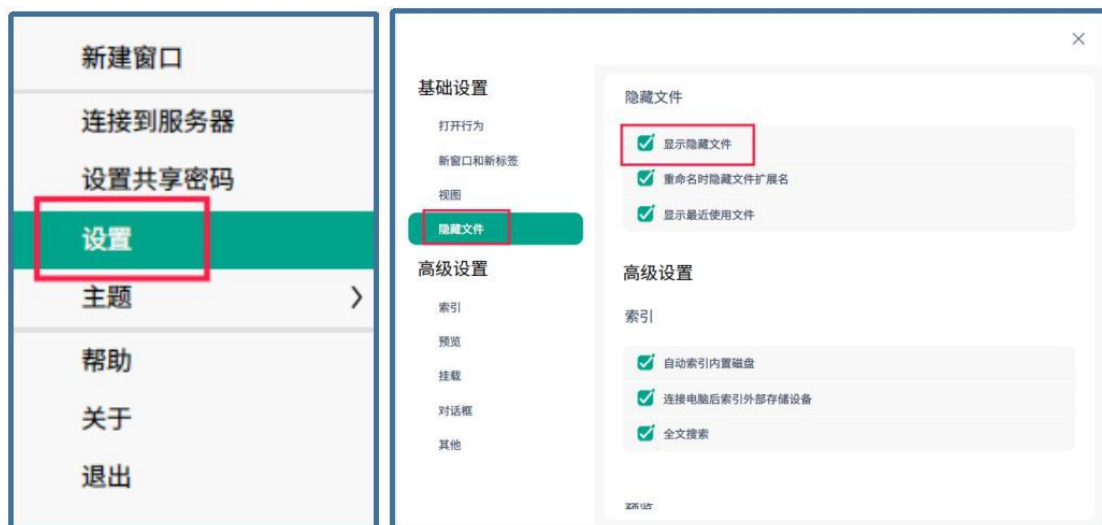 新建窗口
连接到服务器
设置共享密码
设置
主题
帮助
关于
退出
基础设置
打开行为
新窗口和新标签
视图
隐藏文件
高级设置
索引
预览
挂载
对话框
其他
隐藏文件
显示隐藏文件
重命名时隐藏文件扩展名
显示最近使用文件
高级设置
索引
自动索引内置磁盘
连接电脑后索引外部存储设备
全文搜索
预览